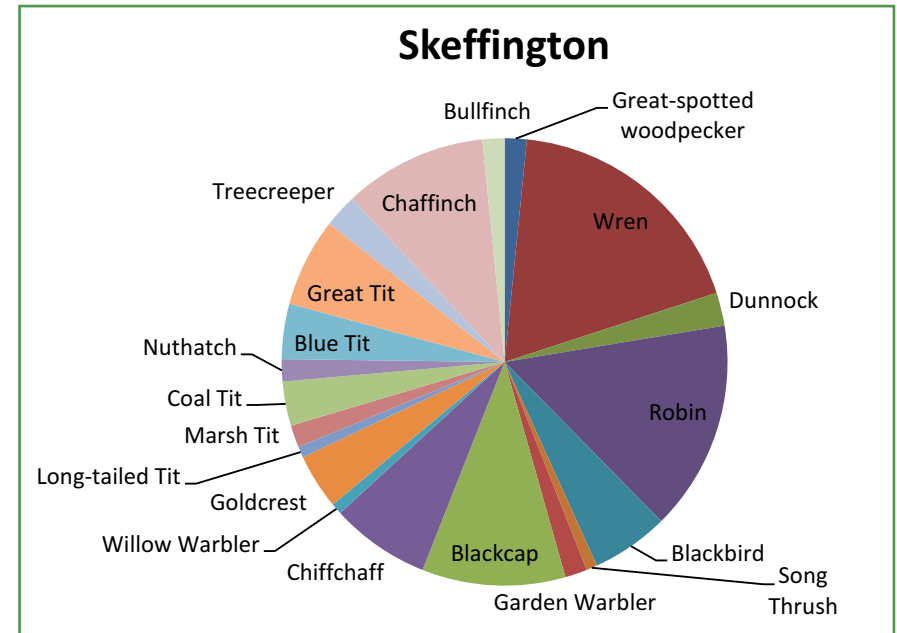 Skeffington
Bullfinch
Great-spotted
woodpecker
Treecreeper
Chaffinch
Wren
Great Tit
Dunnock
Blue Tit
Nuthatch
Coal Tit
Robin
Marsh Tit
Long-tailed Tit
Goldcrest
Willow Warbler
Chiffchaff
Blackcap
Blackbird
Garden Warbler
Song
Thrush